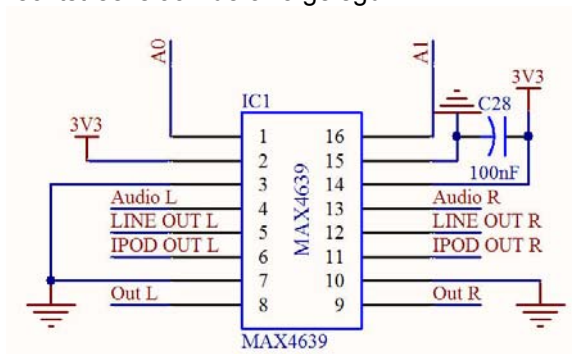 A0
A1
3V3
IC1
C28
3V3
1
16
2
15
3
14
100nF
Audio L
4
13
Audio R
LINE OUT L
5
12
LINE OUT R
IPOD OUT L
6
11
IPOD OUT R
7
10
Out L
8
9
Out R
MAX4639
MAX4639